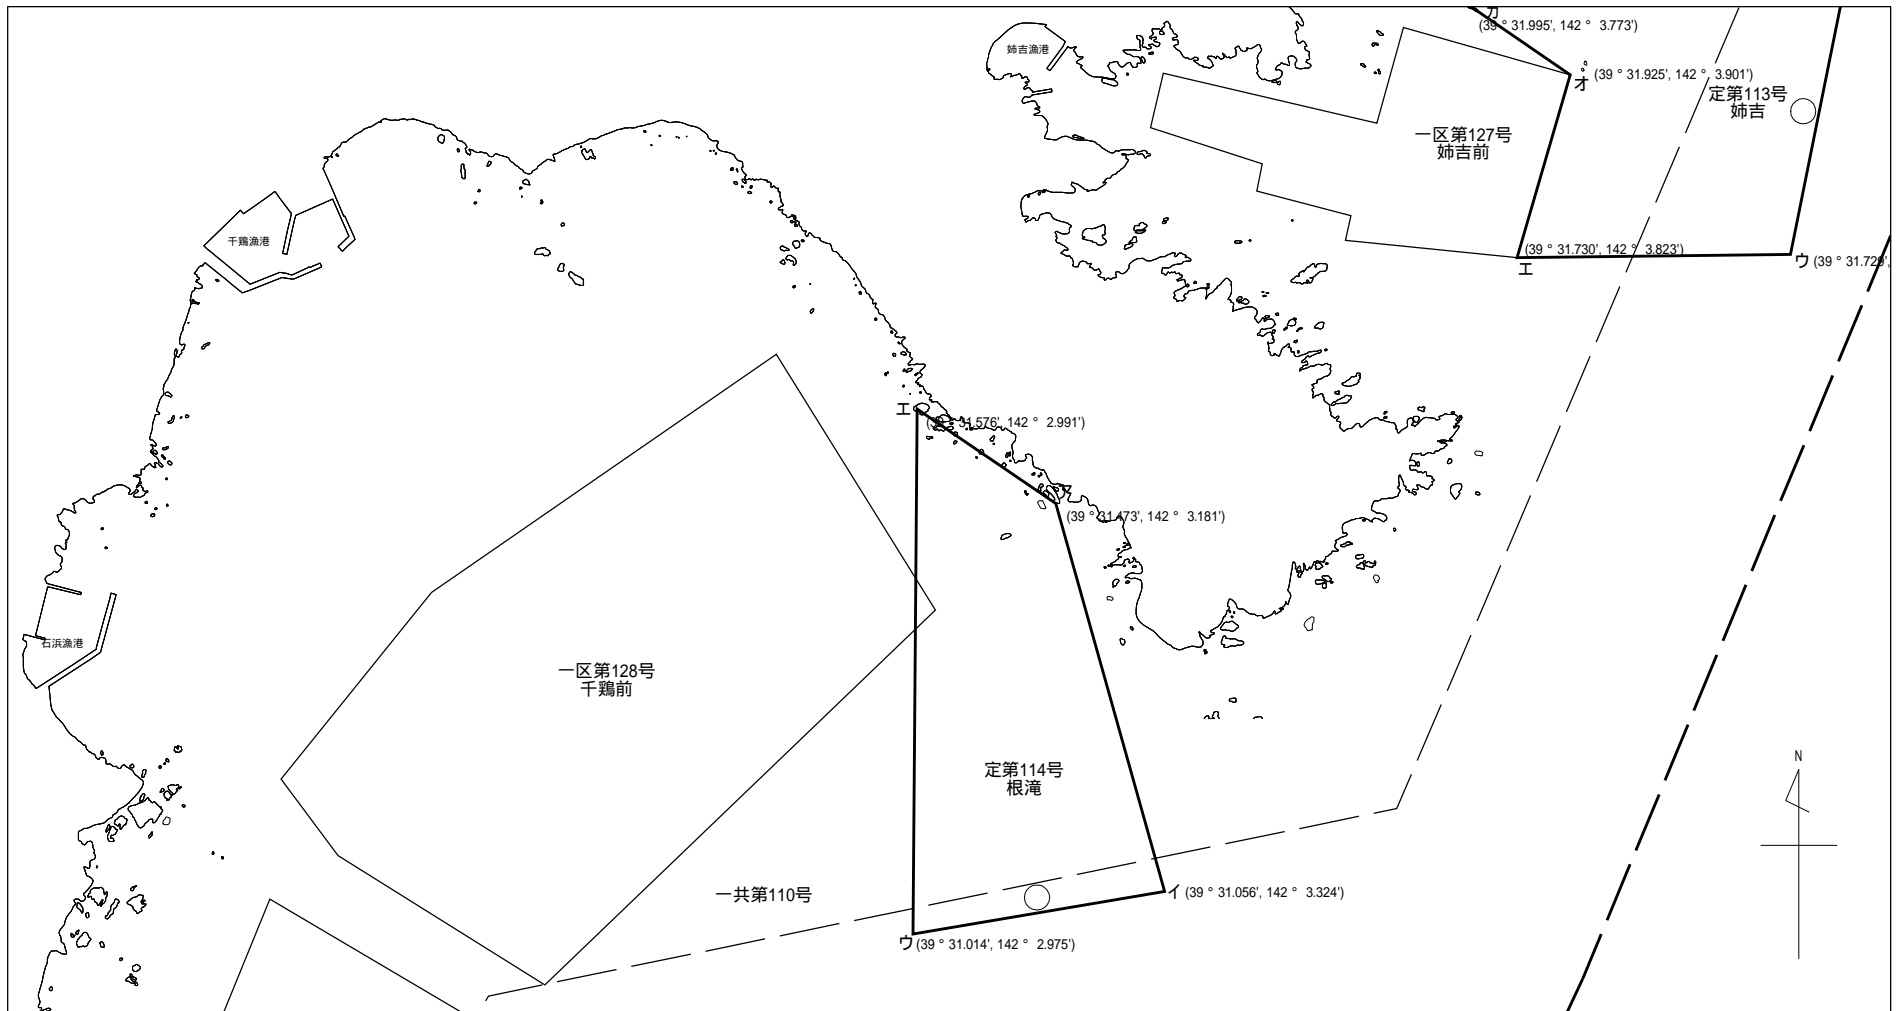 カ
(39 ° 31.995', 142 ° 3.773')
姉吉漁港
(39 ° 31.925', 142 ° 3.901')
オ
定第113号
姉吉
一区第127号
姉吉前
千鶏漁港
(39 ° 31.730', 142 ° 3.823')
エ
ウ (39 ° 31.729',
エ
(39 ° 31.576', 142 ° 2.991')
ア
(39 ° 31.473', 142 ° 3.181')
石浜漁港
一区第128号
千鶏前
定第114号
根滝
N
一共第110号
イ (39 ° 31.056', 142 ° 3.324')
ウ (39 ° 31.014', 142 ° 2.975')